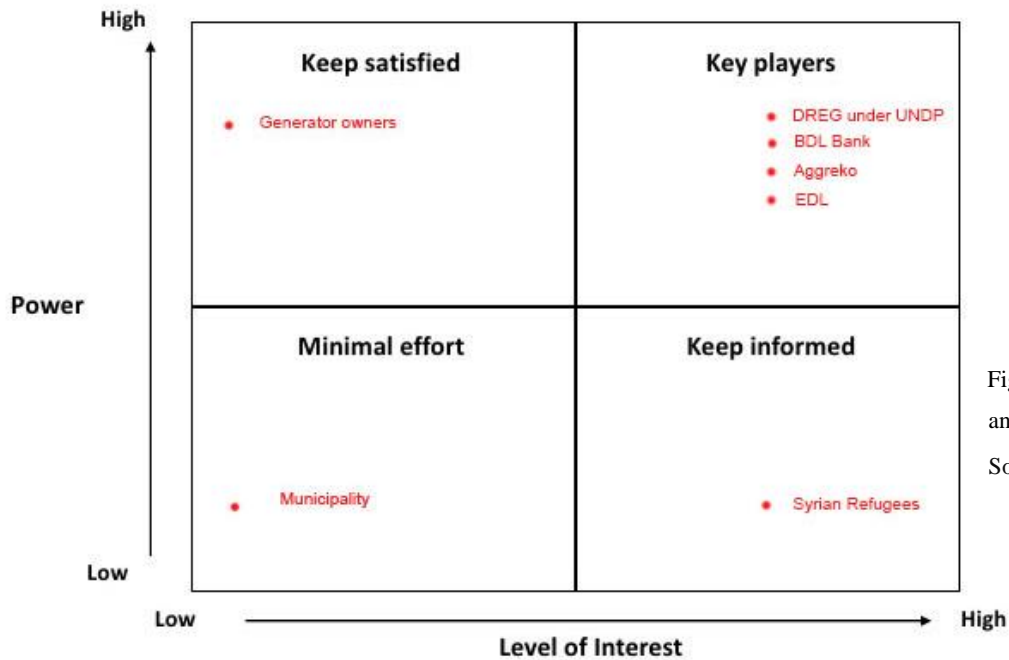 High
Keep satisfied
Key players
Generator owners
DREG under UNDP
BDL Bank
Aggreko
EDL
Power
Minimal effort
Keep informed
Municipality
Syrian Refugees
Low
Low
High
Level of Interest